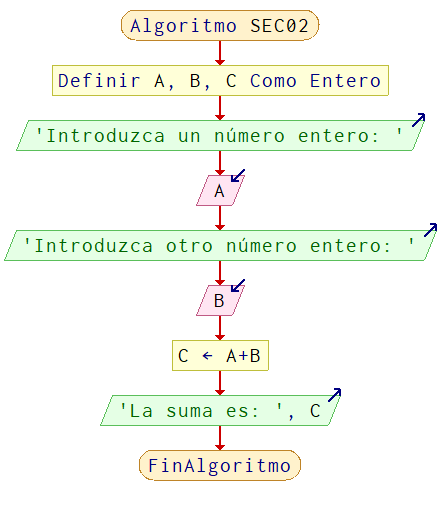 Algoritmo SEC02
Definir A, B, C Como Entero
'Introduzca un número entero: '
A
'Introduzca otro número entero: '
B
C ← A+B
'La suma es: ', C
FinAlgoritmo